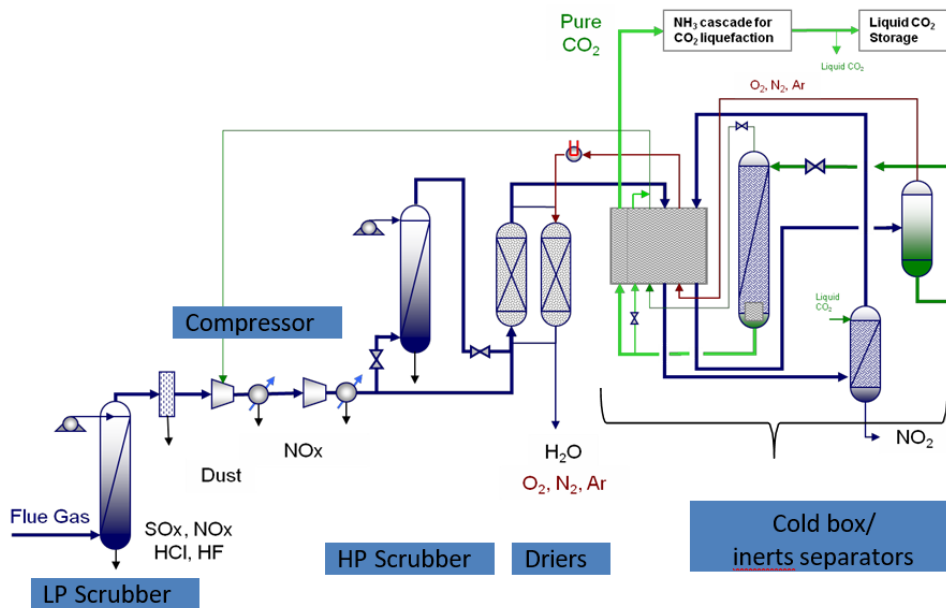 Pure
CO2
NH3 cascade for
CO2 liquefaction
Liquid CO2
Storage
Liquid CO2
O2, N2, Ar
Compressor
Liquid
CO2
NOx
Dust
H2O
O2, N2, Ar
NO2
Flue Gas
SOx, NOx
HCl, HF
LP Scrubber
HP Scrubber
Driers
Cold box/
inerts separators